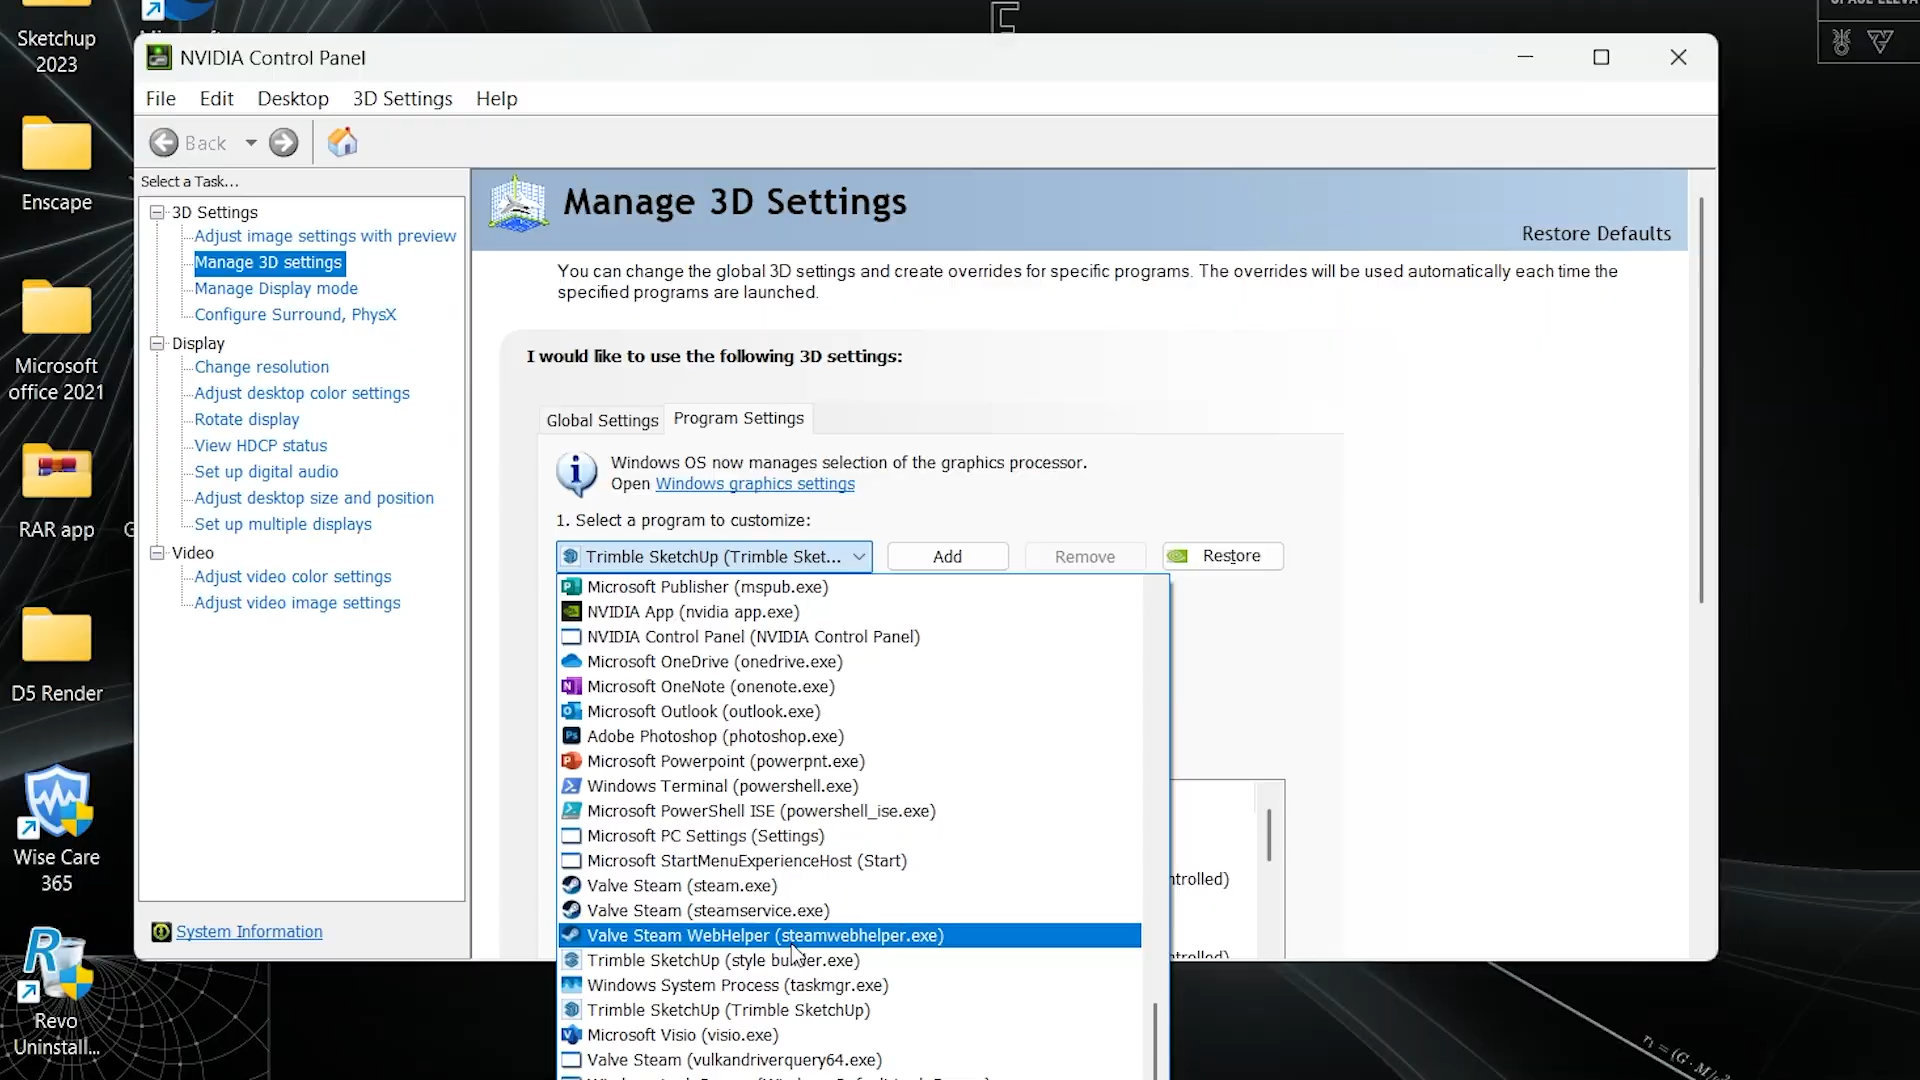 Sketchup
2023
Enscape
Microsoft
office 2021
RAR app
D5 Render
Wise Care
365
Revo
Uninstall...
NVIDIA Control Panel
File Edit Desktop 3D Settings Help
Back
Select a Task...
3D Settings
Adjust image settings with preview
Manage 3D settings
Manage Display mode
Configure Surround, PhysX
Display
Change resolution
Adjust desktop color settings
Rotate display
View HDCP status
Set up digital audio
Adjust desktop size and position
Set up multiple displays
Video
Adjust video color settings
Adjust video image settings
System Information
Manage 3D Settings
Restore Defaults
You can change the global 3D settings and create overrides for specific programs. The overrides will be used automatically each time the
specified programs are launched.
I would like to use the following 3D settings:
Global Settings Program Settings
Windows OS now manages selection of the graphics processor.
Open Windows graphics settings
1. Select a program to customize:
Trimble SketchUp (Trimble Sket... Add Remove Restore
Microsoft Publisher (mspub.exe)
NVIDIA App (nvidia app.exe)
NVIDIA Control Panel (NVIDIA Control Panel)
Microsoft OneDrive (onedrive.exe)
Microsoft OneNote (onenote.exe)
Microsoft Outlook (outlook.exe)
Adobe Photoshop (photoshop.exe)
Microsoft Powerpoint (powerpnt.exe)
Windows Terminal (powershell.exe)
Microsoft PowerShell ISE (powershell_ise.exe)
Microsoft PC Settings (Settings)
Microsoft StartMenuExperienceHost (Start)
Valve Steam (steam.exe)
Valve Steam (steamservice.exe)
Valve Steam WebHelper (steamwebhelper.exe)
Trimble SketchUp (style builder.exe)
Windows System Process (taskmgr.exe)
Trimble SketchUp (Trimble SketchUp)
Microsoft Visio (visio.exe)
Valve Steam (vulkandriverquery64.exe)
ntrolled)
ntrolled)